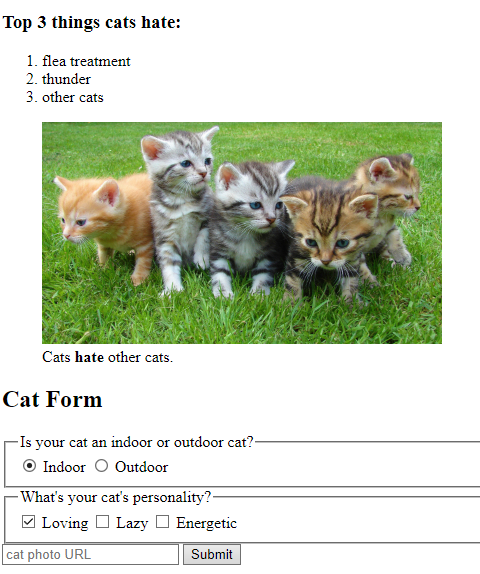 Top 3 things cats hate:
1. flea treatment
2. thunder
3. other cats
Cats hate other cats.
Cat Form
Is your cat an indoor or outdoor cat?
Indoor Outdoor
What's your cat's personality?
Loving Lazy Energetic
cat photo URL Submit